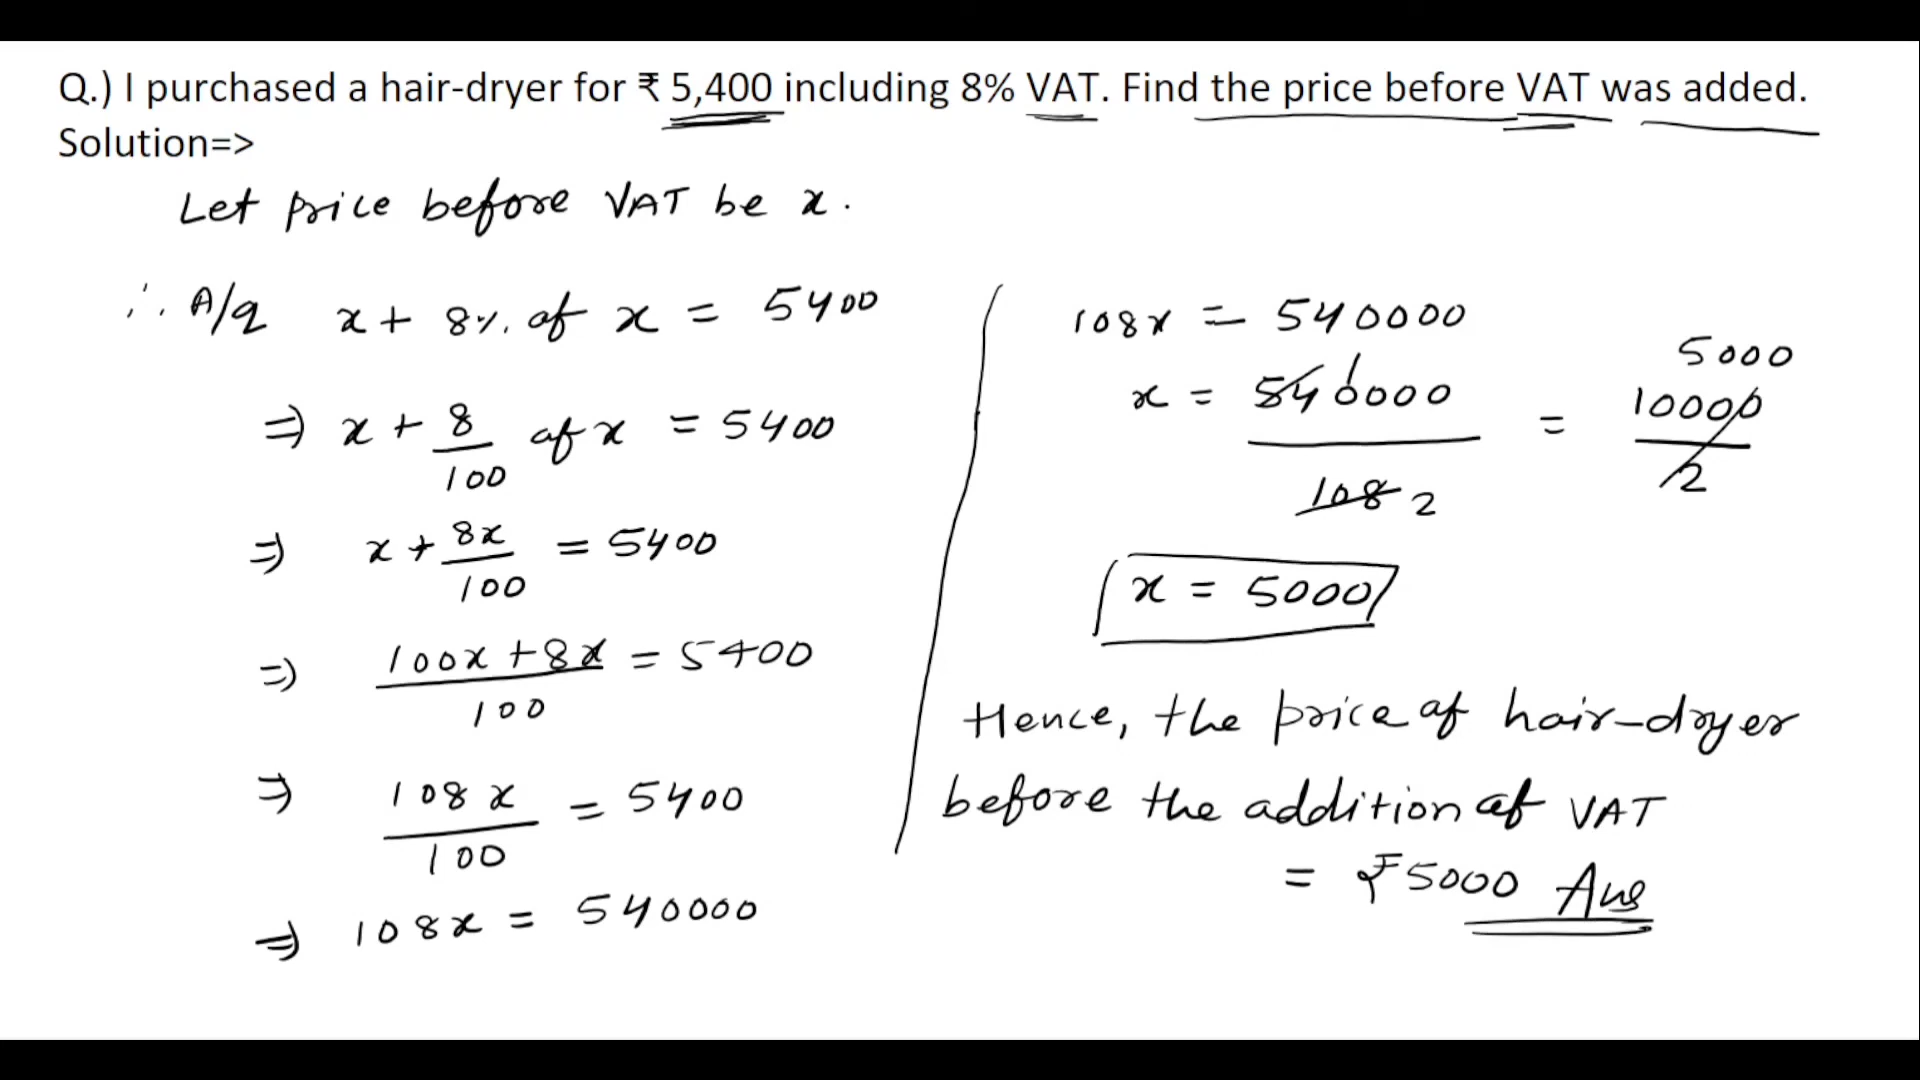 Q.) I purchased a hair-dryer for ₹ 5,400 including 8% VAT. Find the price before VAT was added.
Solution=>
Let price before VAT be x.
∴ A/q x + 8% of x = 5400
⇒ x + 8/100 of x = 5400
⇒ x + 8x/100 = 5400
⇒ 100x + 8x/100 = 5400
⇒ 108x/100 = 5400
⇒ 108x = 540000
108x = 540000
x = 540000/108 2 = 10000/2 5000
x = 5000
Hence, the price of hair-dryer
before the addition of VAT
= ₹5000 Ans